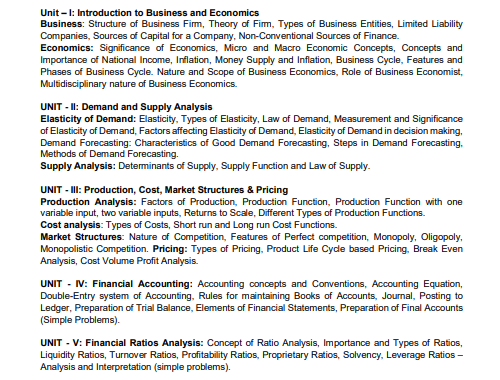 Unit – I: Introduction to Business and Economics
Business: Structure of Business Firm, Theory of Firm, Types of Business Entities, Limited Liability
Companies, Sources of Capital for a Company, Non-Conventional Sources of Finance.
Economics: Significance of Economics, Micro and Macro Economic Concepts, Concepts and
Importance of National Income, Inflation, Money Supply and Inflation, Business Cycle, Features and
Phases of Business Cycle. Nature and Scope of Business Economics, Role of Business Economist,
Multidisciplinary nature of Business Economics.
UNIT - II: Demand and Supply Analysis
Elasticity of Demand: Elasticity, Types of Elasticity, Law of Demand, Measurement and Significance
of Elasticity of Demand, Factors affecting Elasticity of Demand, Elasticity of Demand in decision making,
Demand Forecasting: Characteristics of Good Demand Forecasting, Steps in Demand Forecasting,
Methods of Demand Forecasting.
Supply Analysis: Determinants of Supply, Supply Function and Law of Supply.
UNIT - III: Production, Cost, Market Structures & Pricing
Production Analysis: Factors of Production, Production Function, Production Function with one
variable input, two variable inputs, Returns to Scale, Different Types of Production Functions.
Cost analysis: Types of Costs, Short run and Long run Cost Functions.
Market Structures: Nature of Competition, Features of Perfect competition, Monopoly, Oligopoly,
Monopolistic Competition. Pricing: Types of Pricing, Product Life Cycle based Pricing, Break Even
Analysis, Cost Volume Profit Analysis.
UNIT - IV: Financial Accounting: Accounting concepts and Conventions, Accounting Equation,
Double-Entry system of Accounting, Rules for maintaining Books of Accounts, Journal, Posting to
Ledger, Preparation of Trial Balance, Elements of Financial Statements, Preparation of Final Accounts
(Simple Problems).
UNIT - V: Financial Ratios Analysis: Concept of Ratio Analysis, Importance and Types of Ratios,
Liquidity Ratios, Turnover Ratios, Profitability Ratios, Proprietary Ratios, Solvency, Leverage Ratios –
Analysis and Interpretation (simple problems).